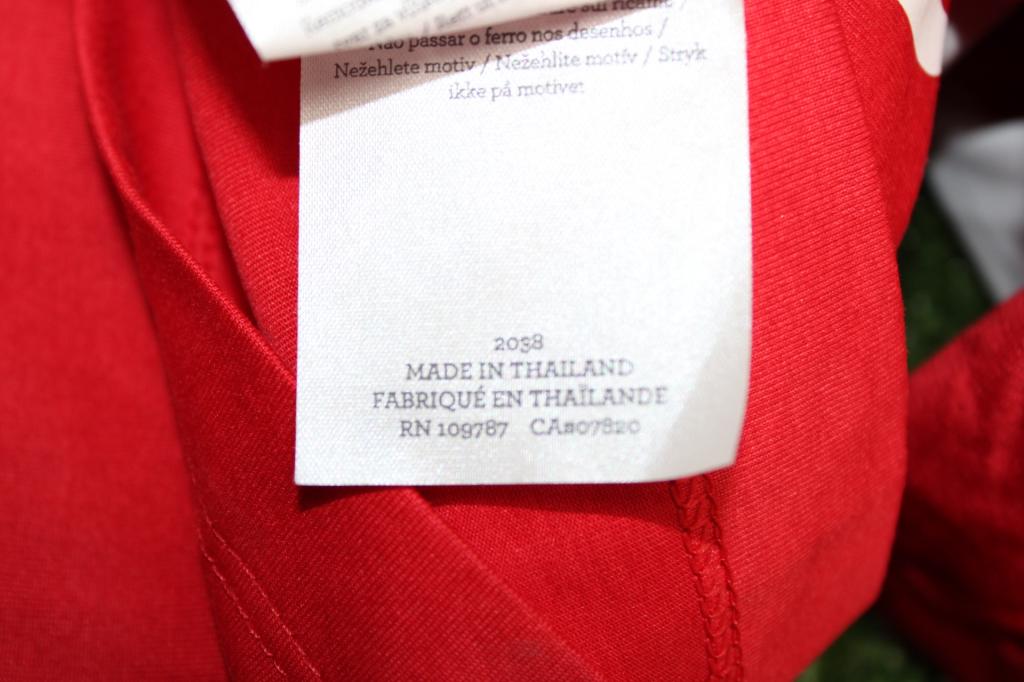 Não passar o ferro nos desenhos /
Nežehlete motiv / Nežehlite motív / Stryk
ikke på motivet
2038
MADE IN THAILAND
FABRIQUÉ EN THAÏLANDE
RN 109787 CA#07820